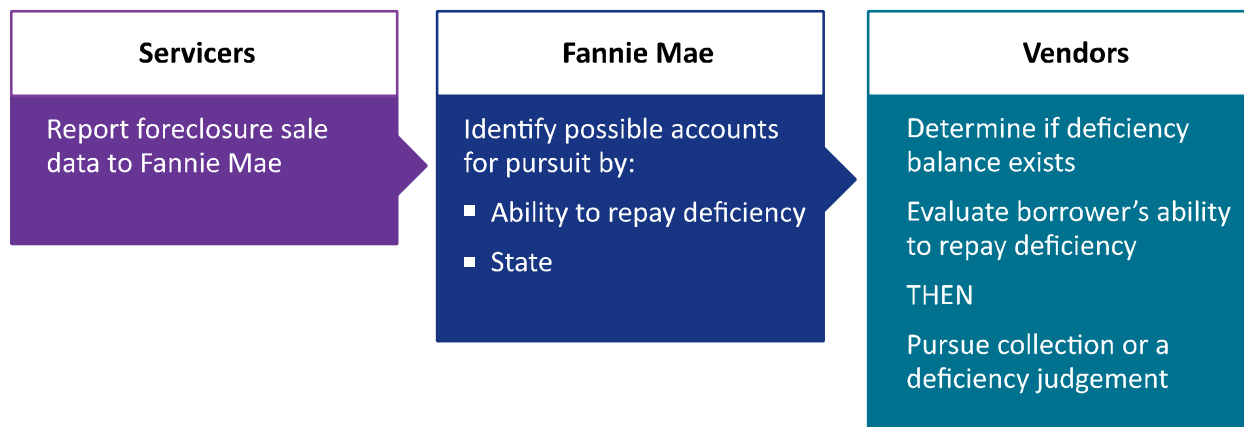 Servicers
Report foreclosure sale
data to Fannie Mae
Fannie Mae
Identify possible accounts
for pursuit by:
▪ Ability to repay deficiency
▪ State
Vendors
Determine if deficiency
balance exists
Evaluate borrower’s ability
to repay deficiency
THEN
Pursue collection or a
deficiency judgement